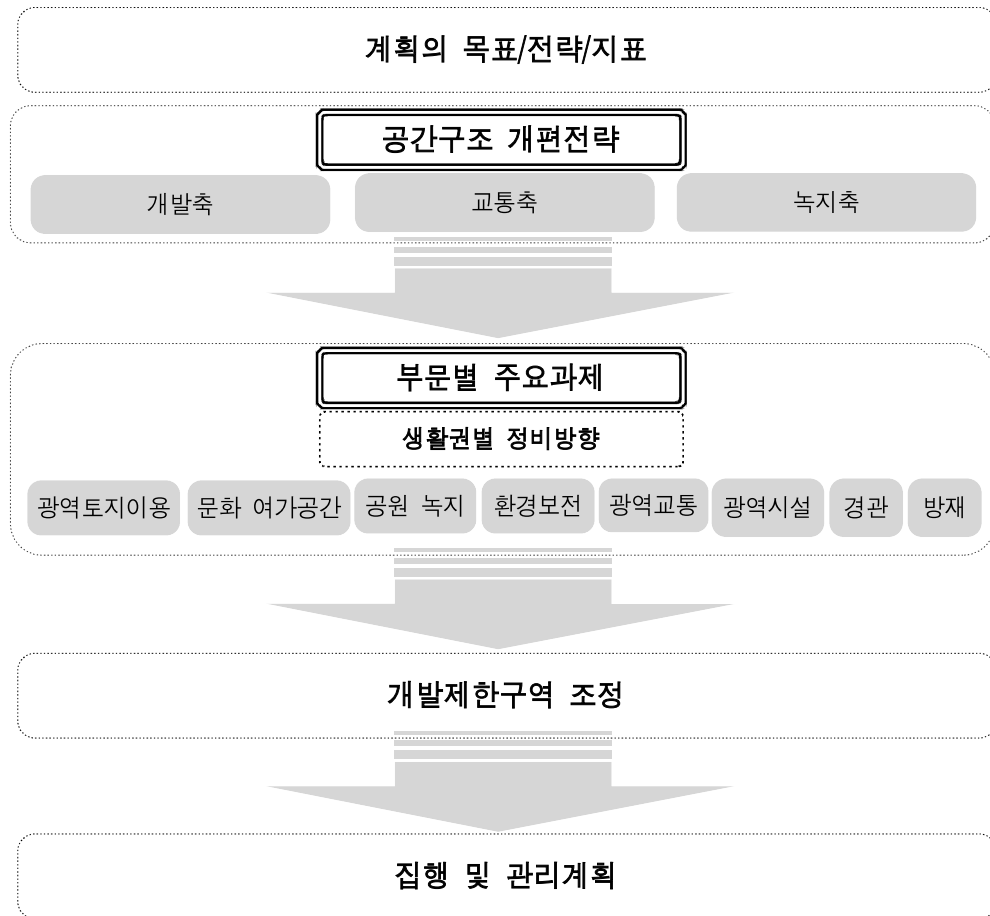 계획의 목표/전략/지표
공간구조 개편전략
개발축 교통축 녹지축
부문별 주요과제
생활권별 정비방향
광역토지이용 문화 여가공간 공원 녹지 환경보전 광역교통 광역시설 경관 방재
개발제한구역 조정
집행 및 관리계획